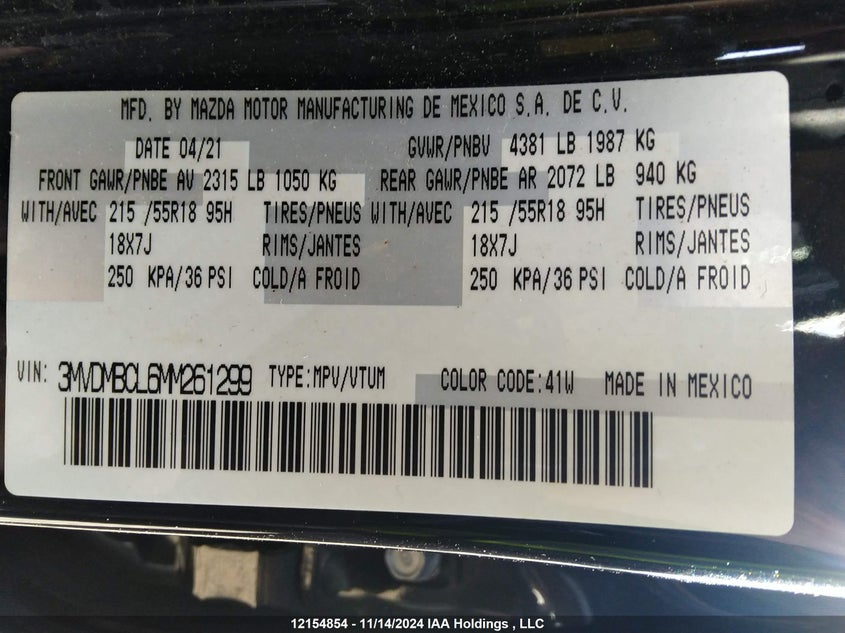 MFD. BY MAZDA MOTOR MANUFACTURING DE MEXICO S.A. DE C.V.
DATE 04/21 GVWR/PNBV 4381 LB 1987 KG
FRONT GAWR/PNBE AV 2315 LB 1050 KG REAR GAWR/PNBE AR 2072 LB 940 KG
WITH/AVEC 215 /55R18 95H TIRES/PNEUS WITH/AVEC 215 /55R18 95H TIRES/PNEUS
18X7J RIMS/JANTES 18X7J RIMS/JANTES
250 KPA/36 PSI COLD/A FROID 250 KPA/36 PSI COLD/A FROID
VIN: 3MVDMBCL6MM261299 TYPE:MPV/VTUM COLOR CODE:41W MADE IN MEXICO
12154854 - 11/14/2024 IAA Holdings , LLC